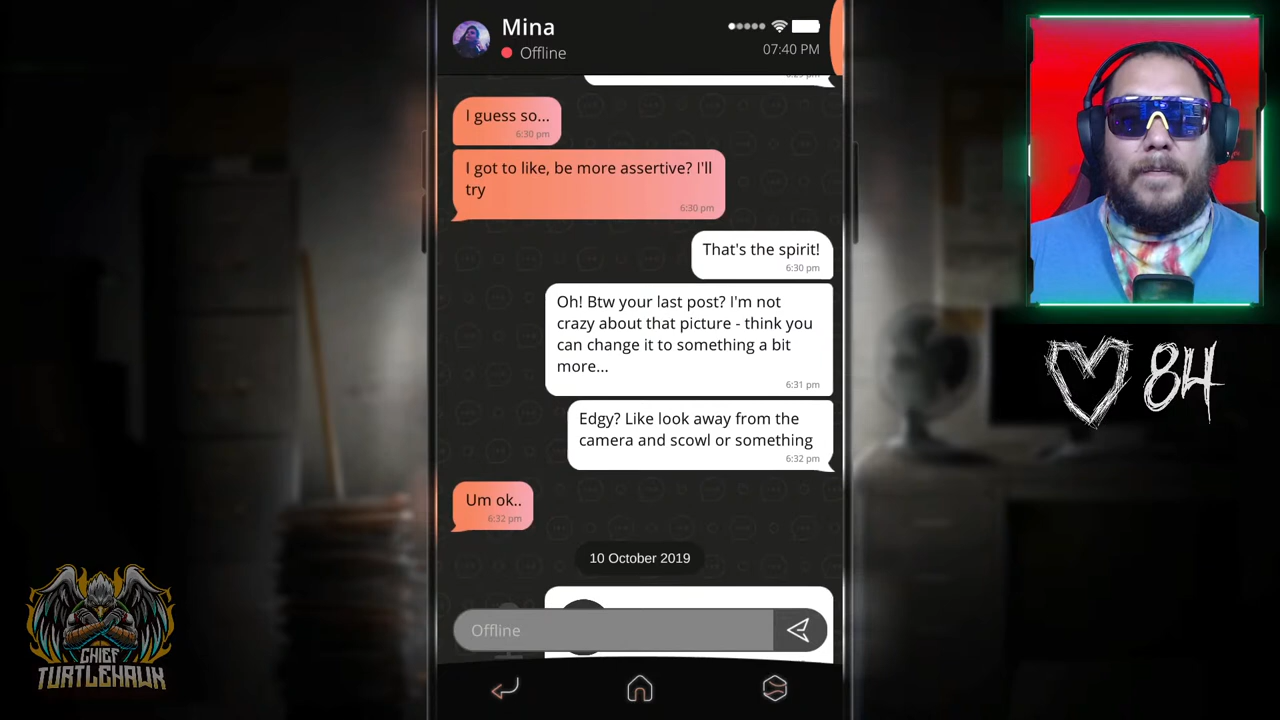 Mina
Offline
07:40 PM
I guess so...
6:30 pm
I got to like, be more assertive? I'll
try
6:30 pm
That's the spirit!
6:30 pm
Oh! Btw your last post? I'm not
crazy about that picture - think you
can change it to something a bit
more...
6:31 pm
Edgy? Like look away from the
camera and scowl or something
6:32 pm
Um ok..
6:32 pm
10 October 2019
Offline
84
CHIEF
TURTLEHAWK